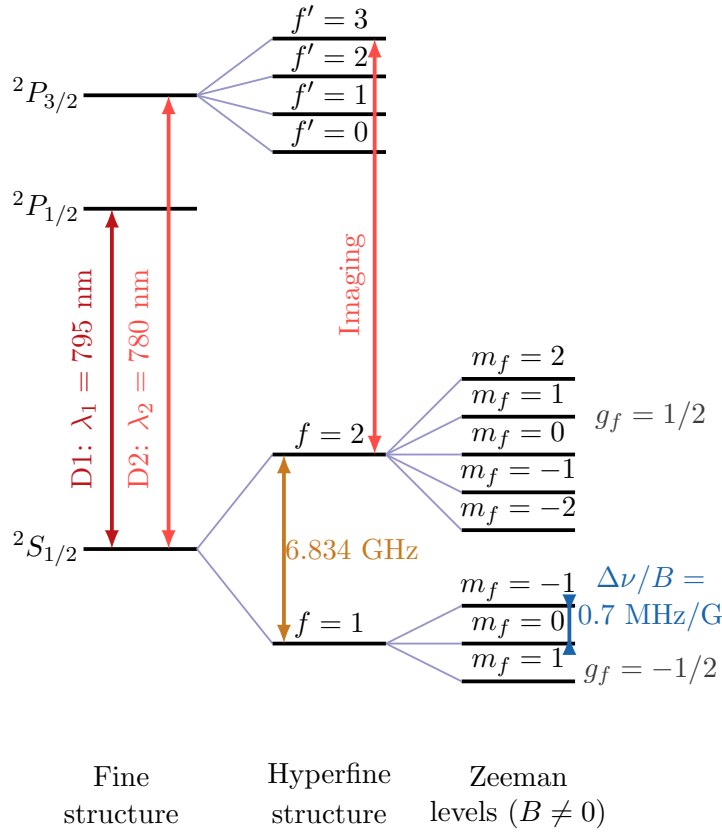 f′ = 3
f′ = 2
²P₃/₂
f′ = 1
f′ = 0
²P₁/₂
D1: λ₁ = 795 nm
D2: λ₂ = 780 nm
Imaging
m_f = 2
m_f = 1
g_f = 1/2
f = 2
m_f = 0
m_f = −1
m_f = −2
²S₁/₂
6.834 GHz
m_f = −1
Δν/B =
0.7 MHz/G
f = 1
m_f = 0
m_f = 1
g_f = −1/2
Fine
structure
Hyperfine
structure
Zeeman
levels (B ≠ 0)